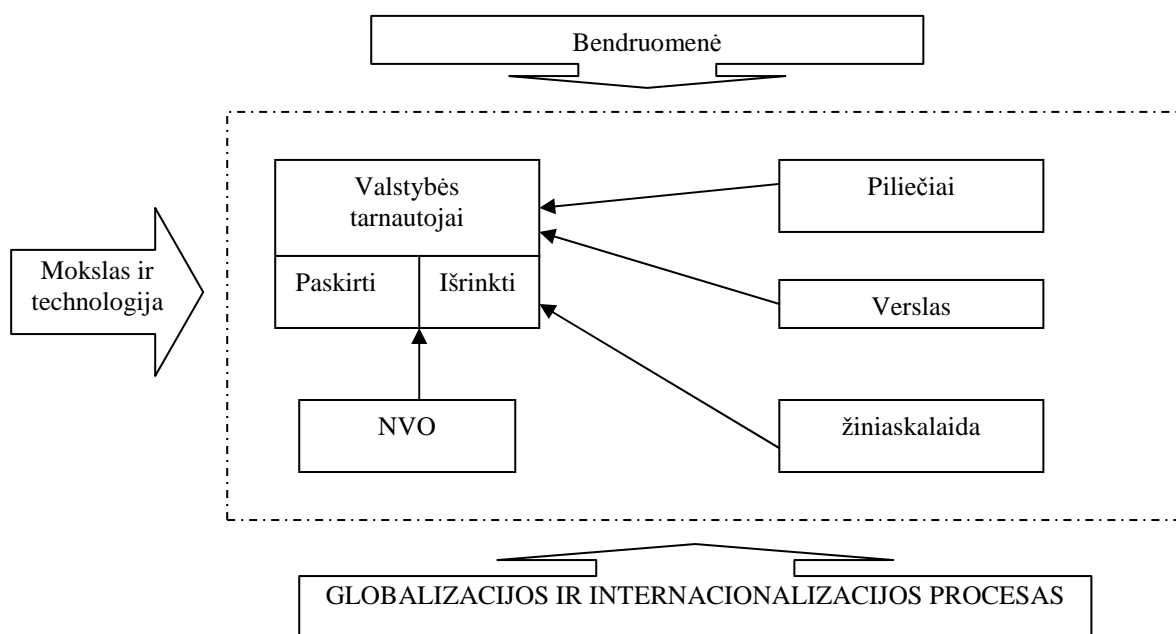 Bendruomenė
Valstybės
tarnautojai
Piliečiai
Mokslas ir
technologija
Paskirti
Išrinkti
Verslas
NVO
žiniaskalaida
GLOBALIZACIJOS IR INTERNACIONALIZACIJOS PROCESAS